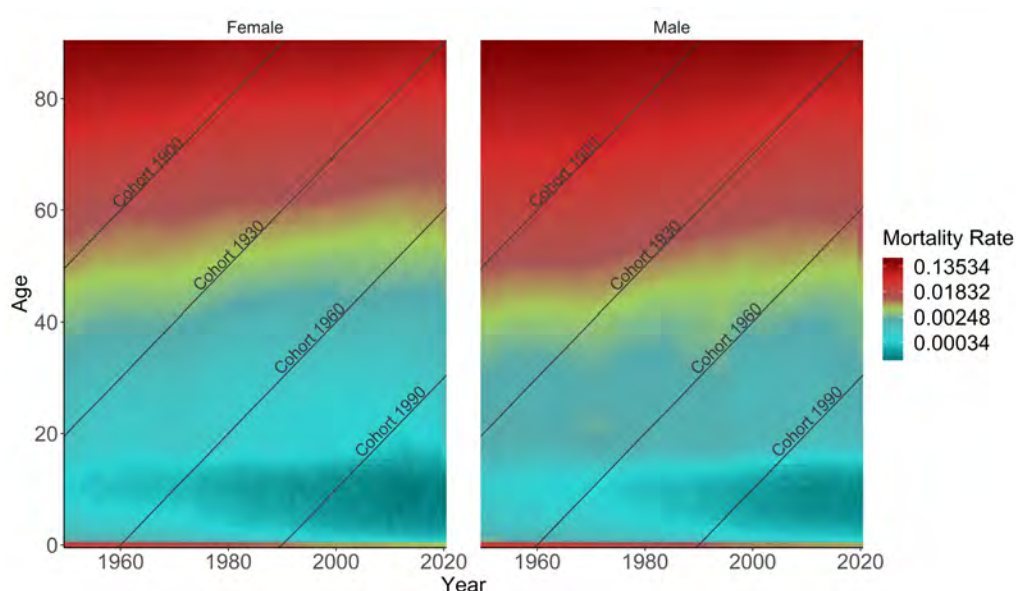 Female
Male
80
60
40
20
0
Age
Cohort 1900
Cohort 1930
Cohort 1960
Cohort 1990
Cohort 1900
Cohort 1930
Cohort 1960
Cohort 1990
1960
1980
2000
2020
1960
1980
2000
2020
Year
Mortality Rate
0.13534
0.01832
0.00248
0.00034